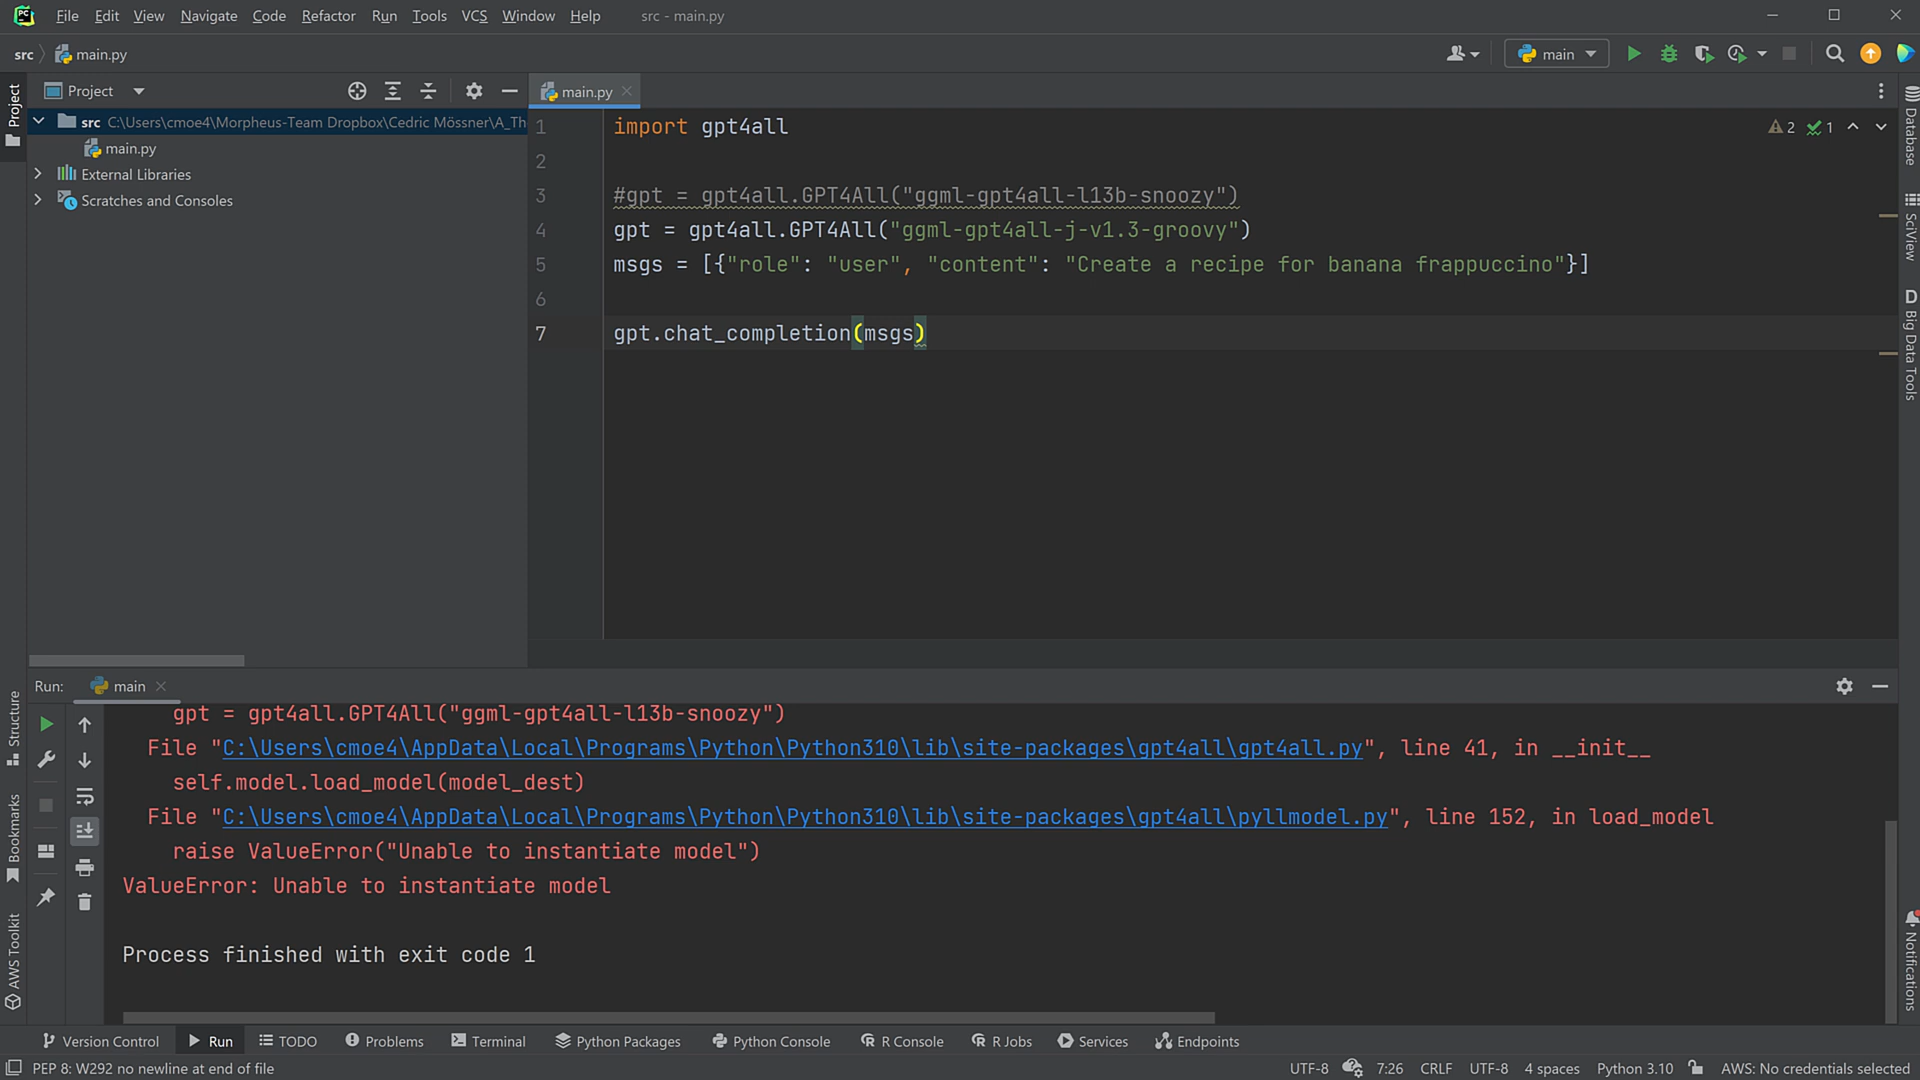 File Edit View Navigate Code Refactor Run Tools VCS Window Help src - main.py
src main.py
main
Project
main.py
src C:\Users\cmoe4\Morpheus-Team Dropbox\Cedric Mössner\A_Th
main.py
External Libraries
Scratches and Consoles
1 import gpt4all
2
3 #gpt = gpt4all.GPT4All("ggml-gpt4all-l13b-snoozy")
4 gpt = gpt4all.GPT4All("ggml-gpt4all-j-v1.3-groovy")
5 msgs = [{"role": "user", "content": "Create a recipe for banana frappuccino"}]
6
7 gpt.chat_completion(msgs)
2 1
Project
Structure
Bookmarks
AWS Toolkit
Database
SciView
D Big Data Tools
Notifications
Run: main
gpt = gpt4all.GPT4All("ggml-gpt4all-l13b-snoozy")
File "C:\Users\cmoe4\AppData\Local\Programs\Python\Python310\lib\site-packages\gpt4all\gpt4all.py", line 41, in __init__
self.model.load_model(model_dest)
File "C:\Users\cmoe4\AppData\Local\Programs\Python\Python310\lib\site-packages\gpt4all\pyllmodel.py", line 152, in load_model
raise ValueError("Unable to instantiate model")
ValueError: Unable to instantiate model
Process finished with exit code 1
Version Control Run TODO Problems Terminal Python Packages Python Console R Console R Jobs Services Endpoints
PEP 8: W292 no newline at end of file UTF-8 7:26 CRLF UTF-8 4 spaces Python 3.10 AWS: No credentials selected